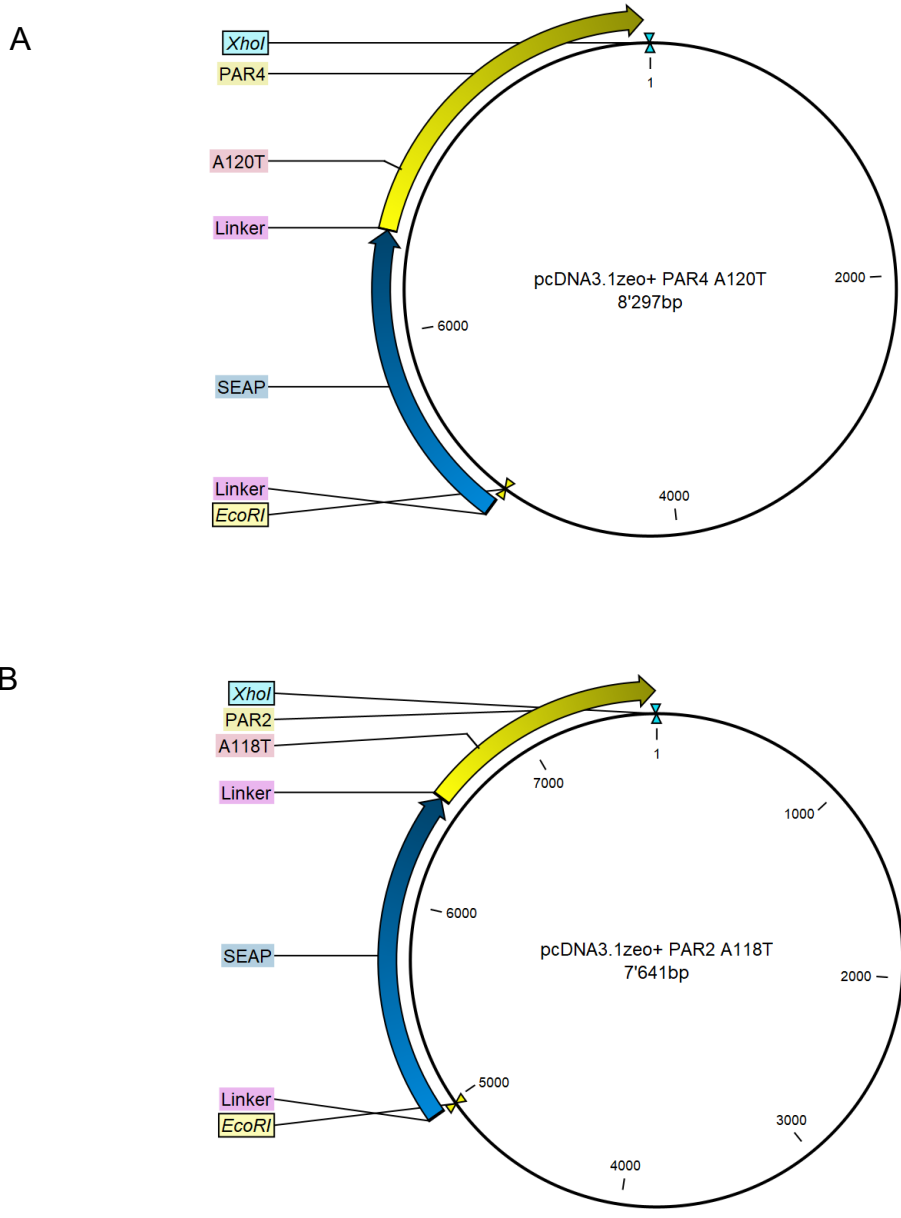 A
XhoI
PAR4
1
A120T
Linker
pcDNA3.1zeo+ PAR4 A120T
8'297bp
2000
6000
SEAP
Linker
EcoRI
4000
B
XhoI
PAR2
A118T
1
7000
Linker
1000
6000
SEAP
pcDNA3.1zeo+ PAR2 A118T
7'641bp
2000
5000
Linker
EcoRI
3000
4000